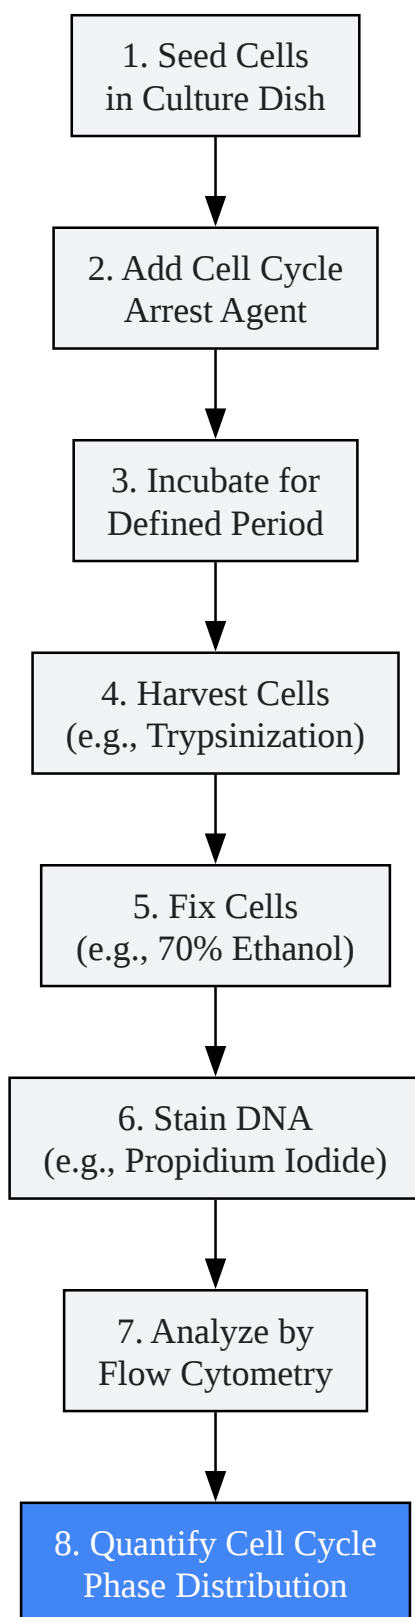 1. Seed Cells
in Culture Dish
2. Add Cell Cycle
Arrest Agent
3. Incubate for
Defined Period
4. Harvest Cells
(e.g., Trypsinization)
5. Fix Cells
(e.g., 70% Ethanol)
6. Stain DNA
(e.g., Propidium Iodide)
7. Analyze by
Flow Cytometry
8. Quantify Cell Cycle
Phase Distribution